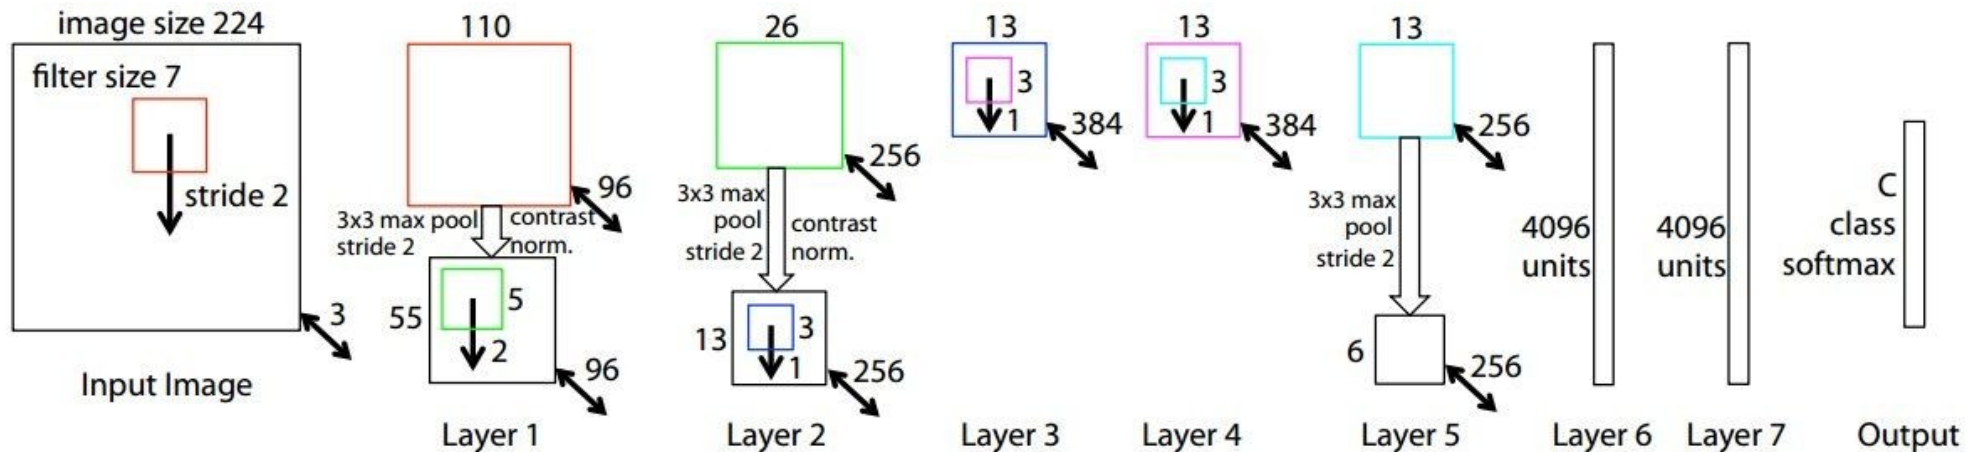 image size 224
filter size 7
stride 2
3
Input Image
110
96
3x3 max pool
stride 2
contrast
norm.
55
5
2
96
Layer 1
26
256
3x3 max
pool
stride 2
contrast
norm.
13
3
1
256
Layer 2
13
3
1
384
Layer 3
13
3
1
384
Layer 4
13
256
3x3 max
pool
stride 2
6
256
Layer 5
4096
units
Layer 6
4096
units
Layer 7
C
class
softmax
Output